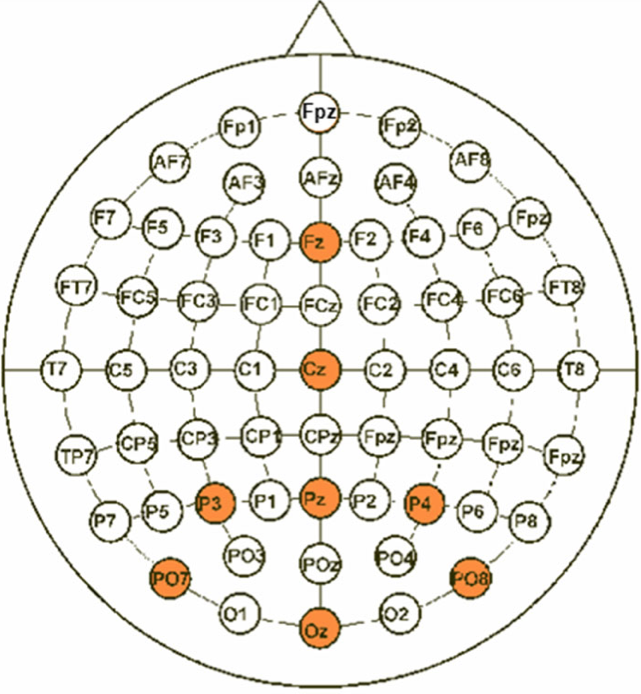 Fpz
Fp1 Fp2
AF7 AF8
AF3 AFz AF4
F7 F5 F3 F1 Fz F2 F4 F6 Fpz
FT7 FC5 FC3 FC1 FCz FC2 FC4 FC6 FT8
T7 C5 C3 C1 Cz C2 C4 C6 T8
TP7 CP5 CP3 CP1 CPz Fpz Fpz Fpz Fpz
P7 P5 P3 P1 Pz P2 P4 P6 P8
PO3 POz PO4
PO7 PO8
O1 O2
Oz